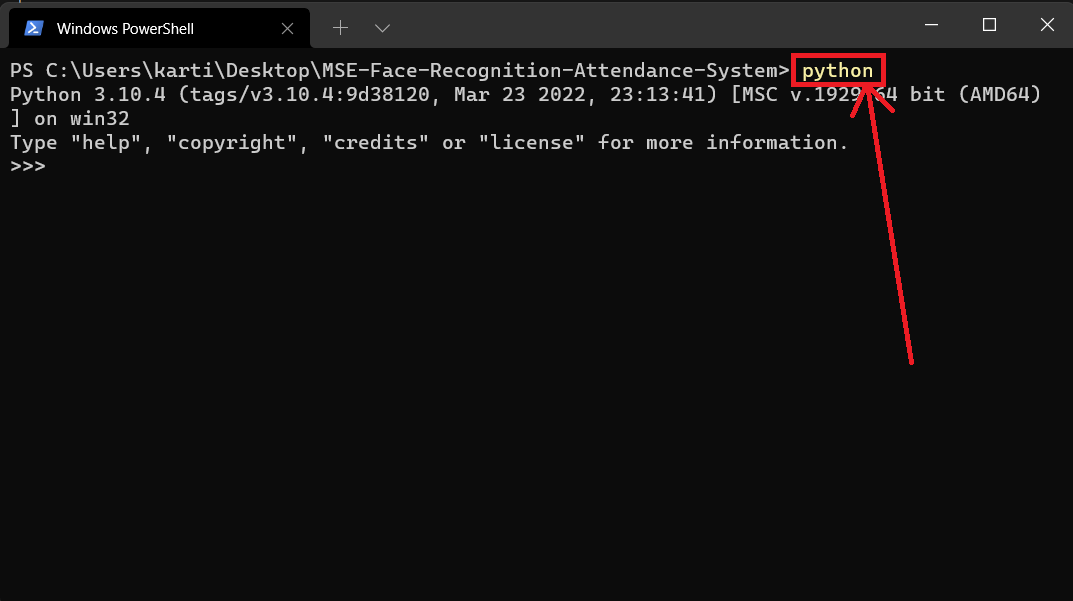 Windows PowerShell
PS C:\Users\karti\Desktop\MSE-Face-Recognition-Attendance-System> python
Python 3.10.4 (tags/v3.10.4:9d38120, Mar 23 2022, 23:13:41) [MSC v.1929 64 bit (AMD64)
] on win32
Type "help", "copyright", "credits" or "license" for more information.
>>>